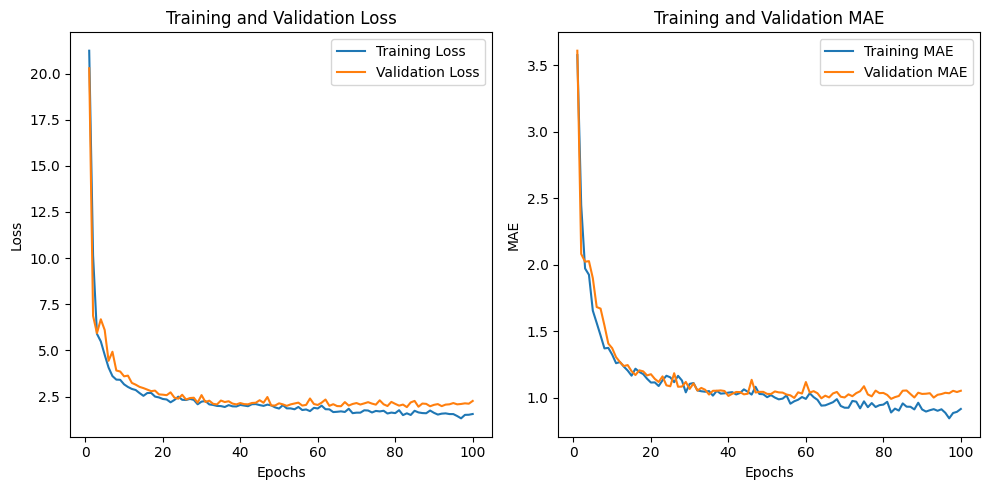 Training and Validation Loss
Training Loss
Validation Loss
20.0
17.5
15.0
12.5
10.0
7.5
5.0
2.5
Loss
0 20 40 60 80 100
Epochs
Training and Validation MAE
Training MAE
Validation MAE
3.5
3.0
2.5
2.0
1.5
1.0
MAE
0 20 40 60 80 100
Epochs